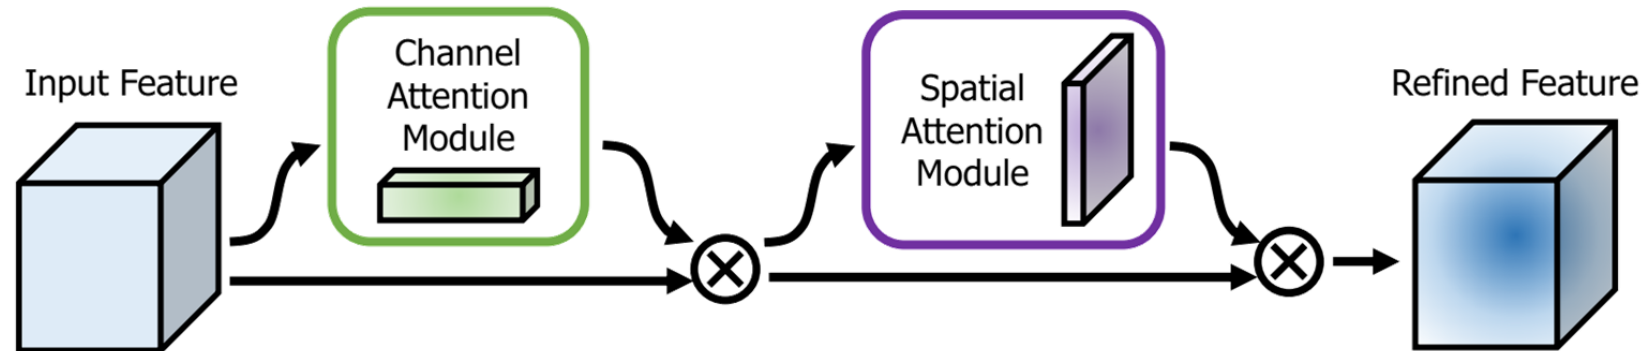 Input Feature
Channel
Attention
Module
Spatial
Attention
Module
Refined Feature